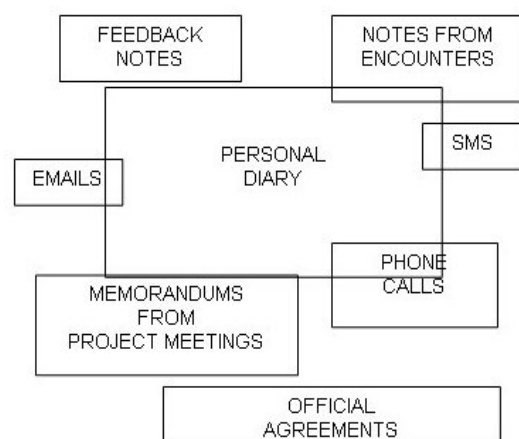 FEEDBACK
NOTES
NOTES FROM
ENCOUNTERS
SMS
PERSONAL
DIARY
EMAILS
PHONE
CALLS
MEMORANDUMS
FROM
PROJECT MEETINGS
OFFICIAL
AGREEMENTS